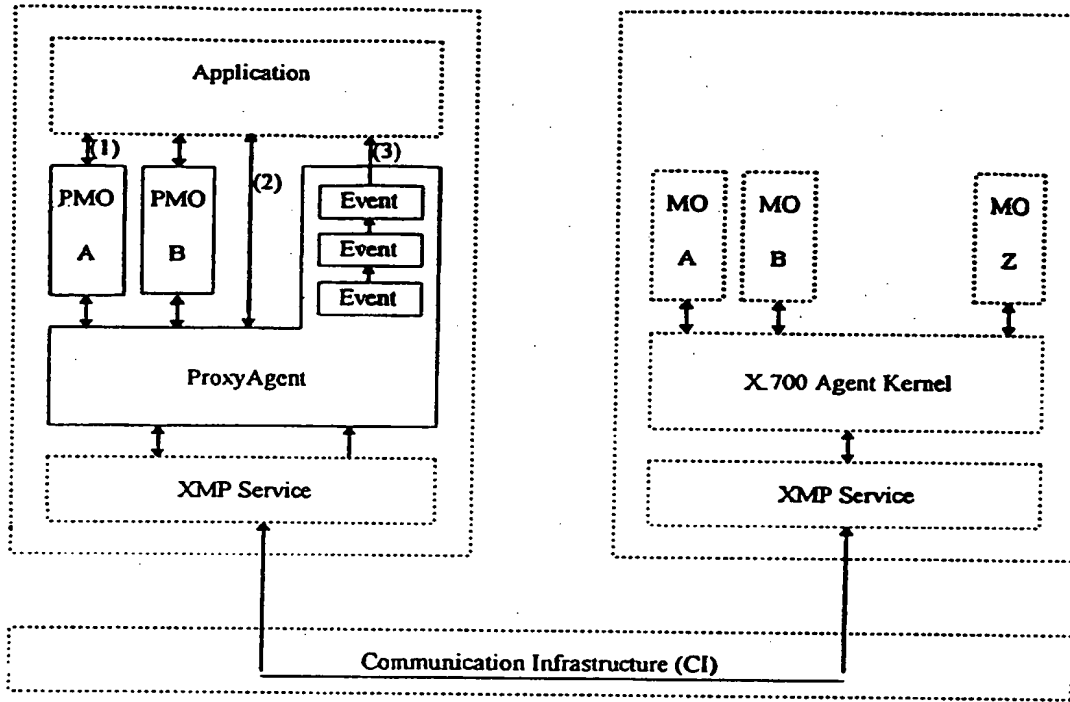 Application
(1)
(2)
(3)
PMO
A
PMO
B
Event
Event
Event
ProxyAgent
XMP Service
MO
A
MO
B
MO
Z
X.700 Agent Kernel
XMP Service
Communication Infrastructure (CI)